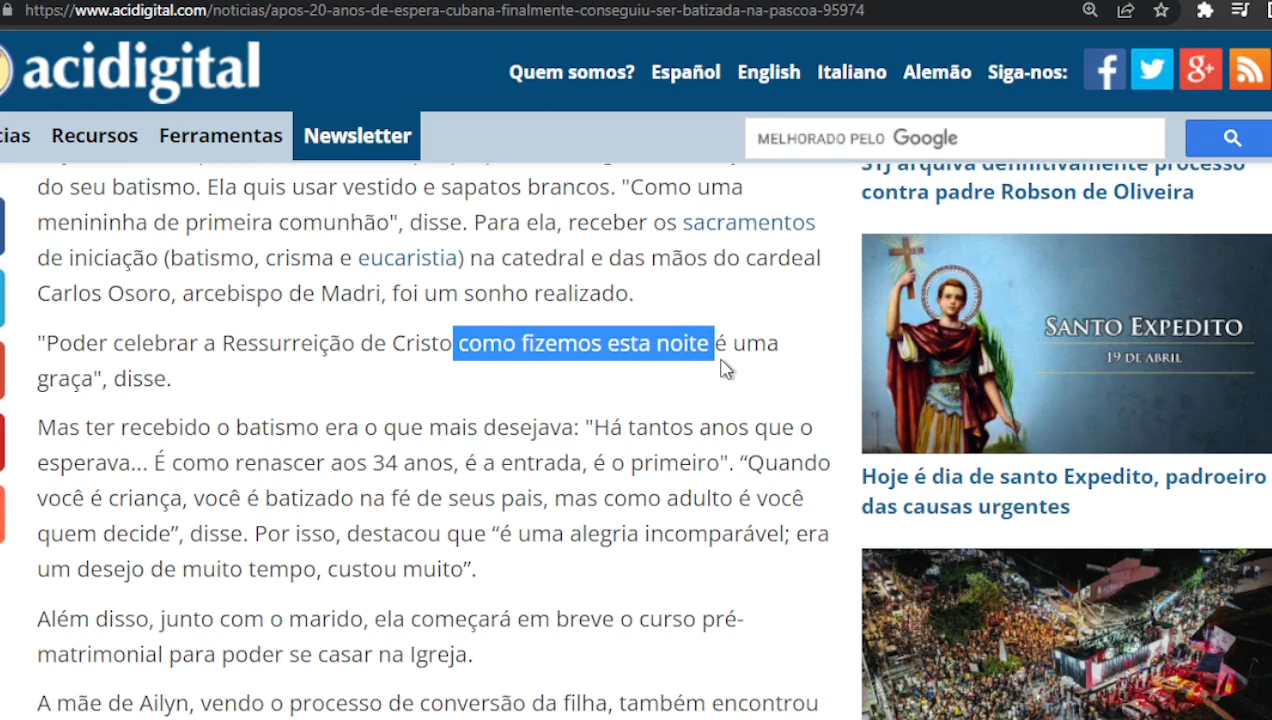 https://www.acidigital.com/noticias/apos-20-anos-de-espera-cubana-finalmente-conseguiu-ser-batizada-na-pascoa-95974
acidigital
Quem somos? Español English Italiano Alemão Siga-nos:
cias Recursos Ferramentas Newsletter
MELHORADO PELO Google
do seu batismo. Ela quis usar vestido e sapatos brancos. "Como uma
menininha de primeira comunhão", disse. Para ela, receber os sacramentos
de iniciação (batismo, crisma e eucaristia) na catedral e das mãos do cardeal
Carlos Osoro, arcebispo de Madri, foi um sonho realizado.
"Poder celebrar a Ressurreição de Cristo como fizemos esta noite é uma
graça", disse.
Mas ter recebido o batismo era o que mais desejava: "Há tantos anos que o
esperava... É como renascer aos 34 anos, é a entrada, é o primeiro". “Quando
você é criança, você é batizado na fé de seus pais, mas como adulto é você
quem decide”, disse. Por isso, destacou que “é uma alegria incomparável; era
um desejo de muito tempo, custou muito”.
Além disso, junto com o marido, ela começará em breve o curso pré-
matrimonial para poder se casar na Igreja.
A mãe de Ailyn, vendo o processo de conversão da filha, também encontrou
STJ arquiva definitivamente processo
contra padre Robson de Oliveira
SANTO EXPEDITO
19 DE ABRIL
Hoje é dia de santo Expedito, padroeiro
das causas urgentes